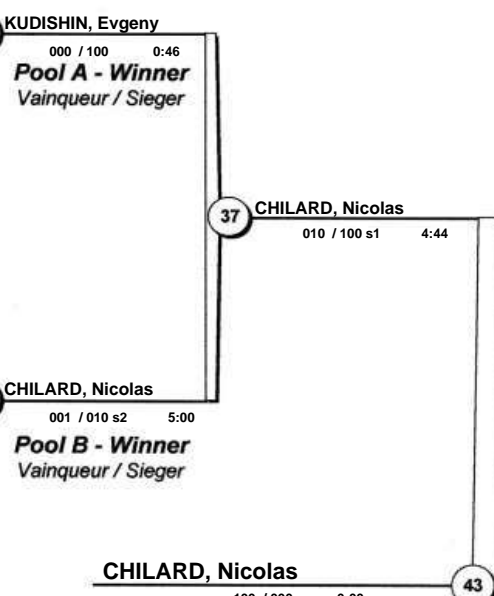 KUDISHIN, Evgeny
000 / 100 0:46
Pool A - Winner
Vainqueur / Sieger
37
CHILARD, Nicolas
010 / 100 s1 4:44
CHILARD, Nicolas
001 / 010 s2 5:00
Pool B - Winner
Vainqueur / Sieger
CHILARD, Nicolas
43